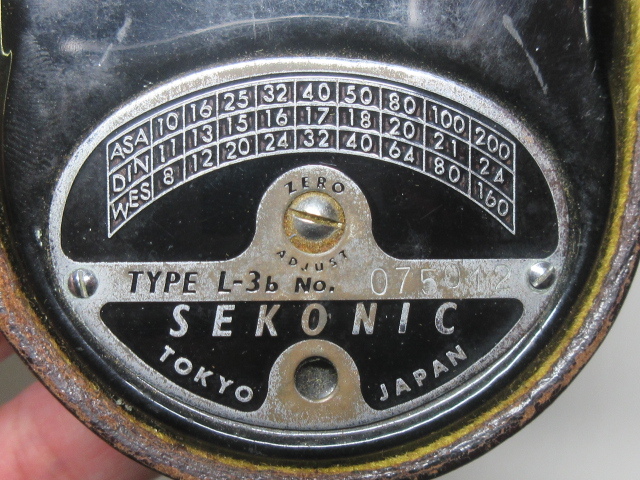 ASA 10 16 25 32 40 50 80 100 200
DIN 11 13 15 16 17 18 20 21 24
WES 8 12 20 24 32 40 64 80 160
ZERO
ADJUST
TYPE L-3b No.
SEKONIC
TOKYO JAPAN